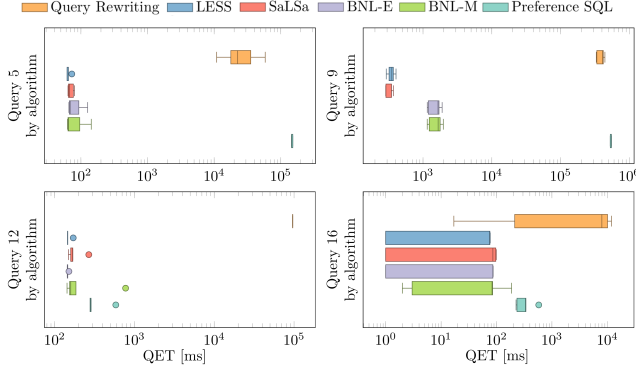 Query Rewriting LESS SaLSa BNL-E BNL-M Preference SQL
Query 5
by algorithm
10^2 10^3 10^4 10^5
Query 9
by algorithm
10^3 10^4 10^5 10^6
Query 12
by algorithm
10^2 10^3 10^4 10^5
QET [ms]
Query 16
by algorithm
10^0 10^1 10^2 10^3 10^4
QET [ms]